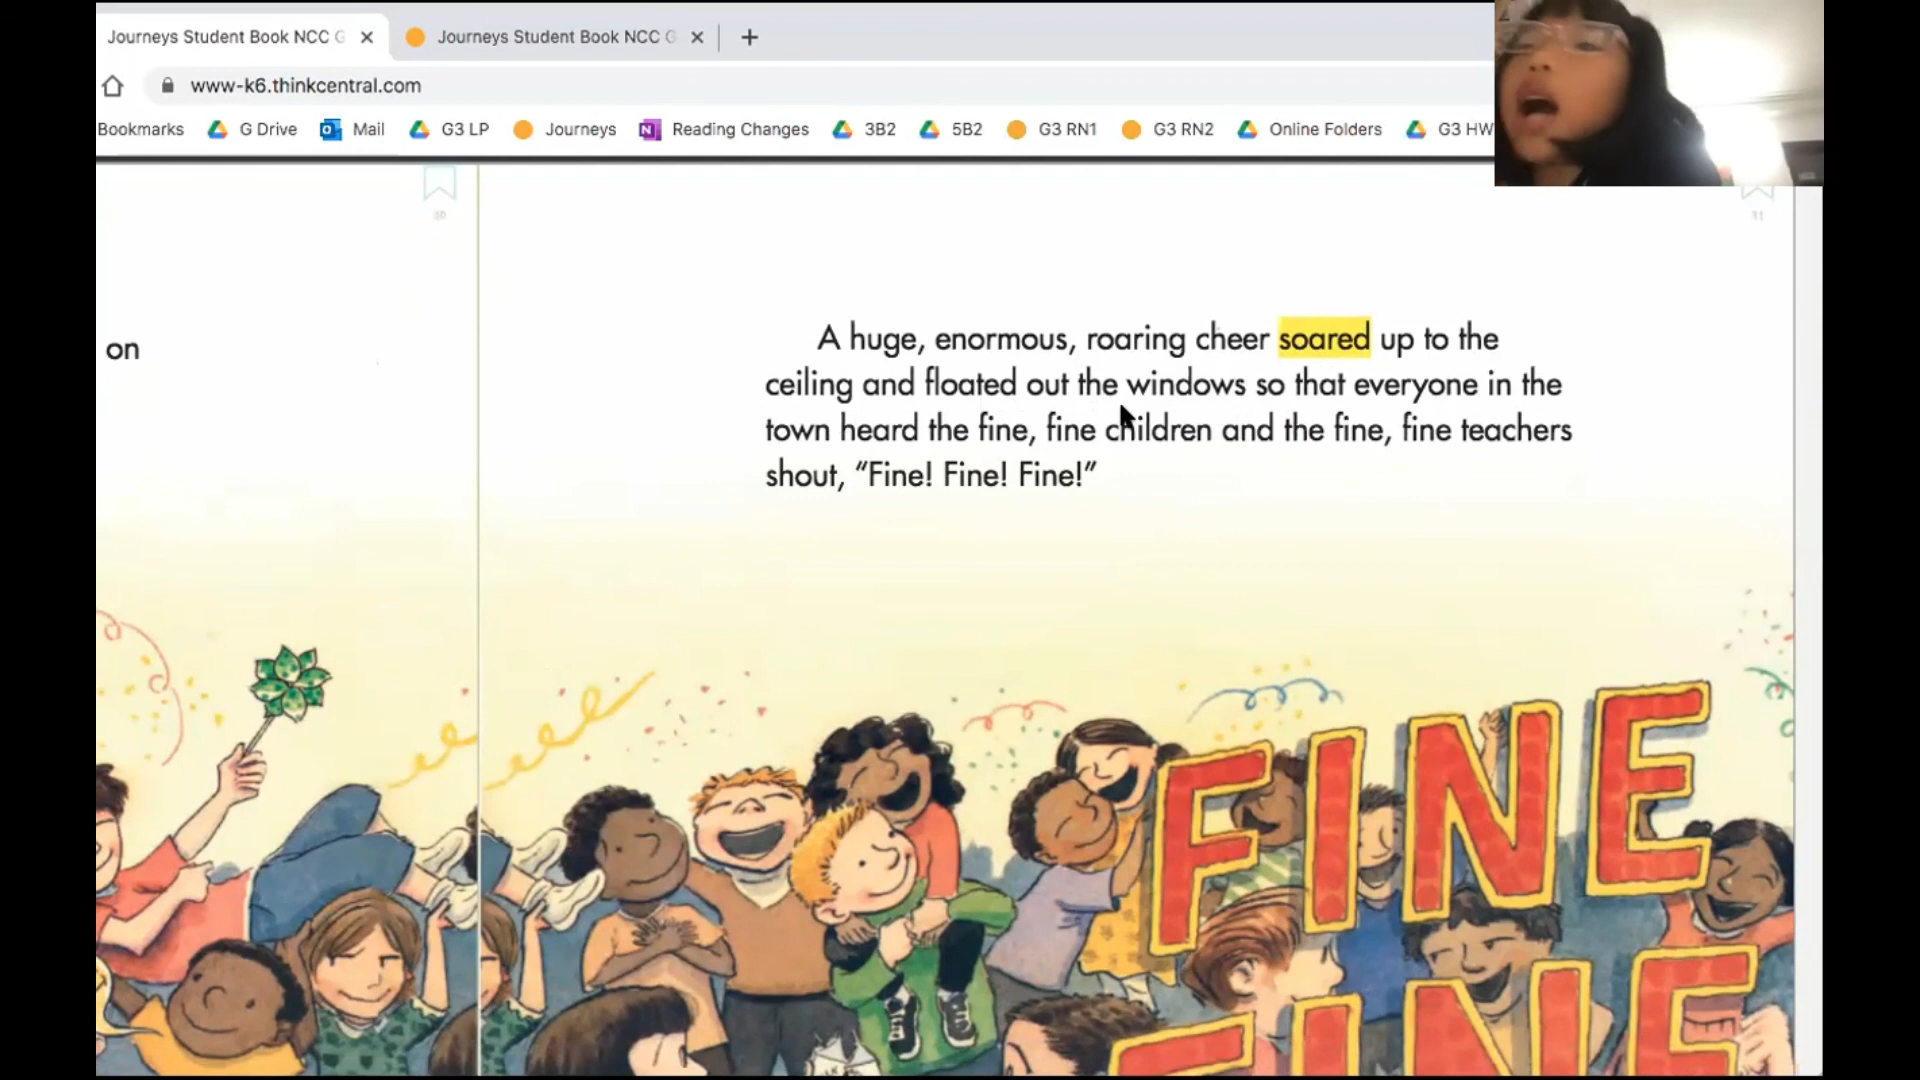 Journeys Student Book NCC G
Journeys Student Book NCC G
www-k6.thinkcentral.com
Bookmarks G Drive Mail G3 LP Journeys Reading Changes 3B2 5B2 G3 RN1 G3 RN2 Online Folders G3 HW
30
31
on
A huge, enormous, roaring cheer soared up to the
ceiling and floated out the windows so that everyone in the
town heard the fine, fine children and the fine, fine teachers
shout, “Fine! Fine! Fine!”
FINE
FINE